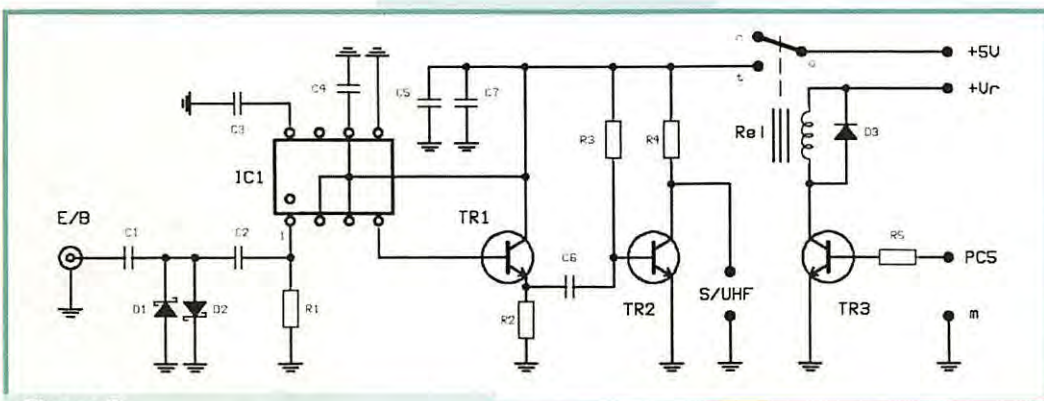 r
+5V
C4
t
o
+Vr
C5
C7
C3
R3
R4
Rel
D3
IC1
E/B
TR1
C1
C2
1
R5
PC5
C6
D1
D2
R1
R2
TR2
S/UHF
TR3
m